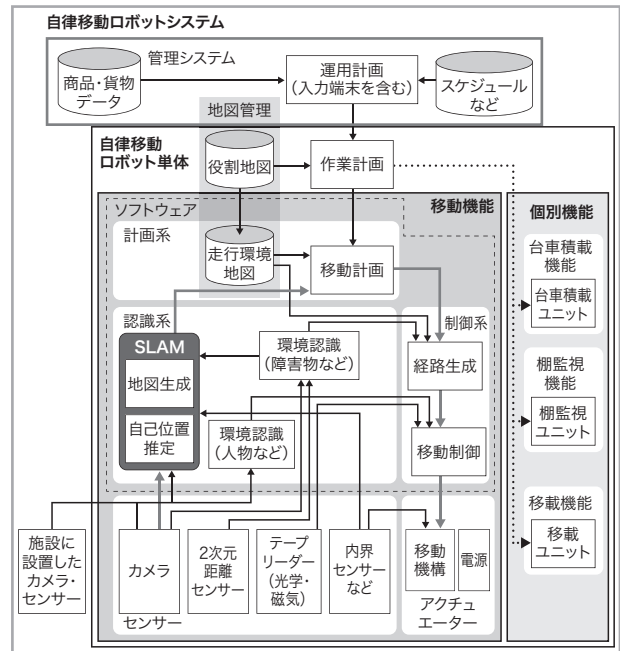 自律移動ロボットシステム
管理システム
商品・貨物
データ
運用計画
(入力端末を含む)
スケジュール
など
地図管理
自律移動
ロボット単体
役割地図
作業計画
ソフトウェア
移動機能
個別機能
計画系
走行環境
地図
移動計画
台車積載
機能
台車積載
ユニット
認識系
制御系
SLAM
地図生成
自己位置
推定
環境認識
(障害物など)
経路生成
環境認識
(人物など)
移動制御
棚監視
機能
棚監視
ユニット
移載機能
移載
ユニット
施設に
設置した
カメラ・
センサー
カメラ
2次元
距離
センサー
テープ
リーダー
(光学・
磁気)
内界
センサー
など
移動
機構
電源
センサー
アクチュ
エーター